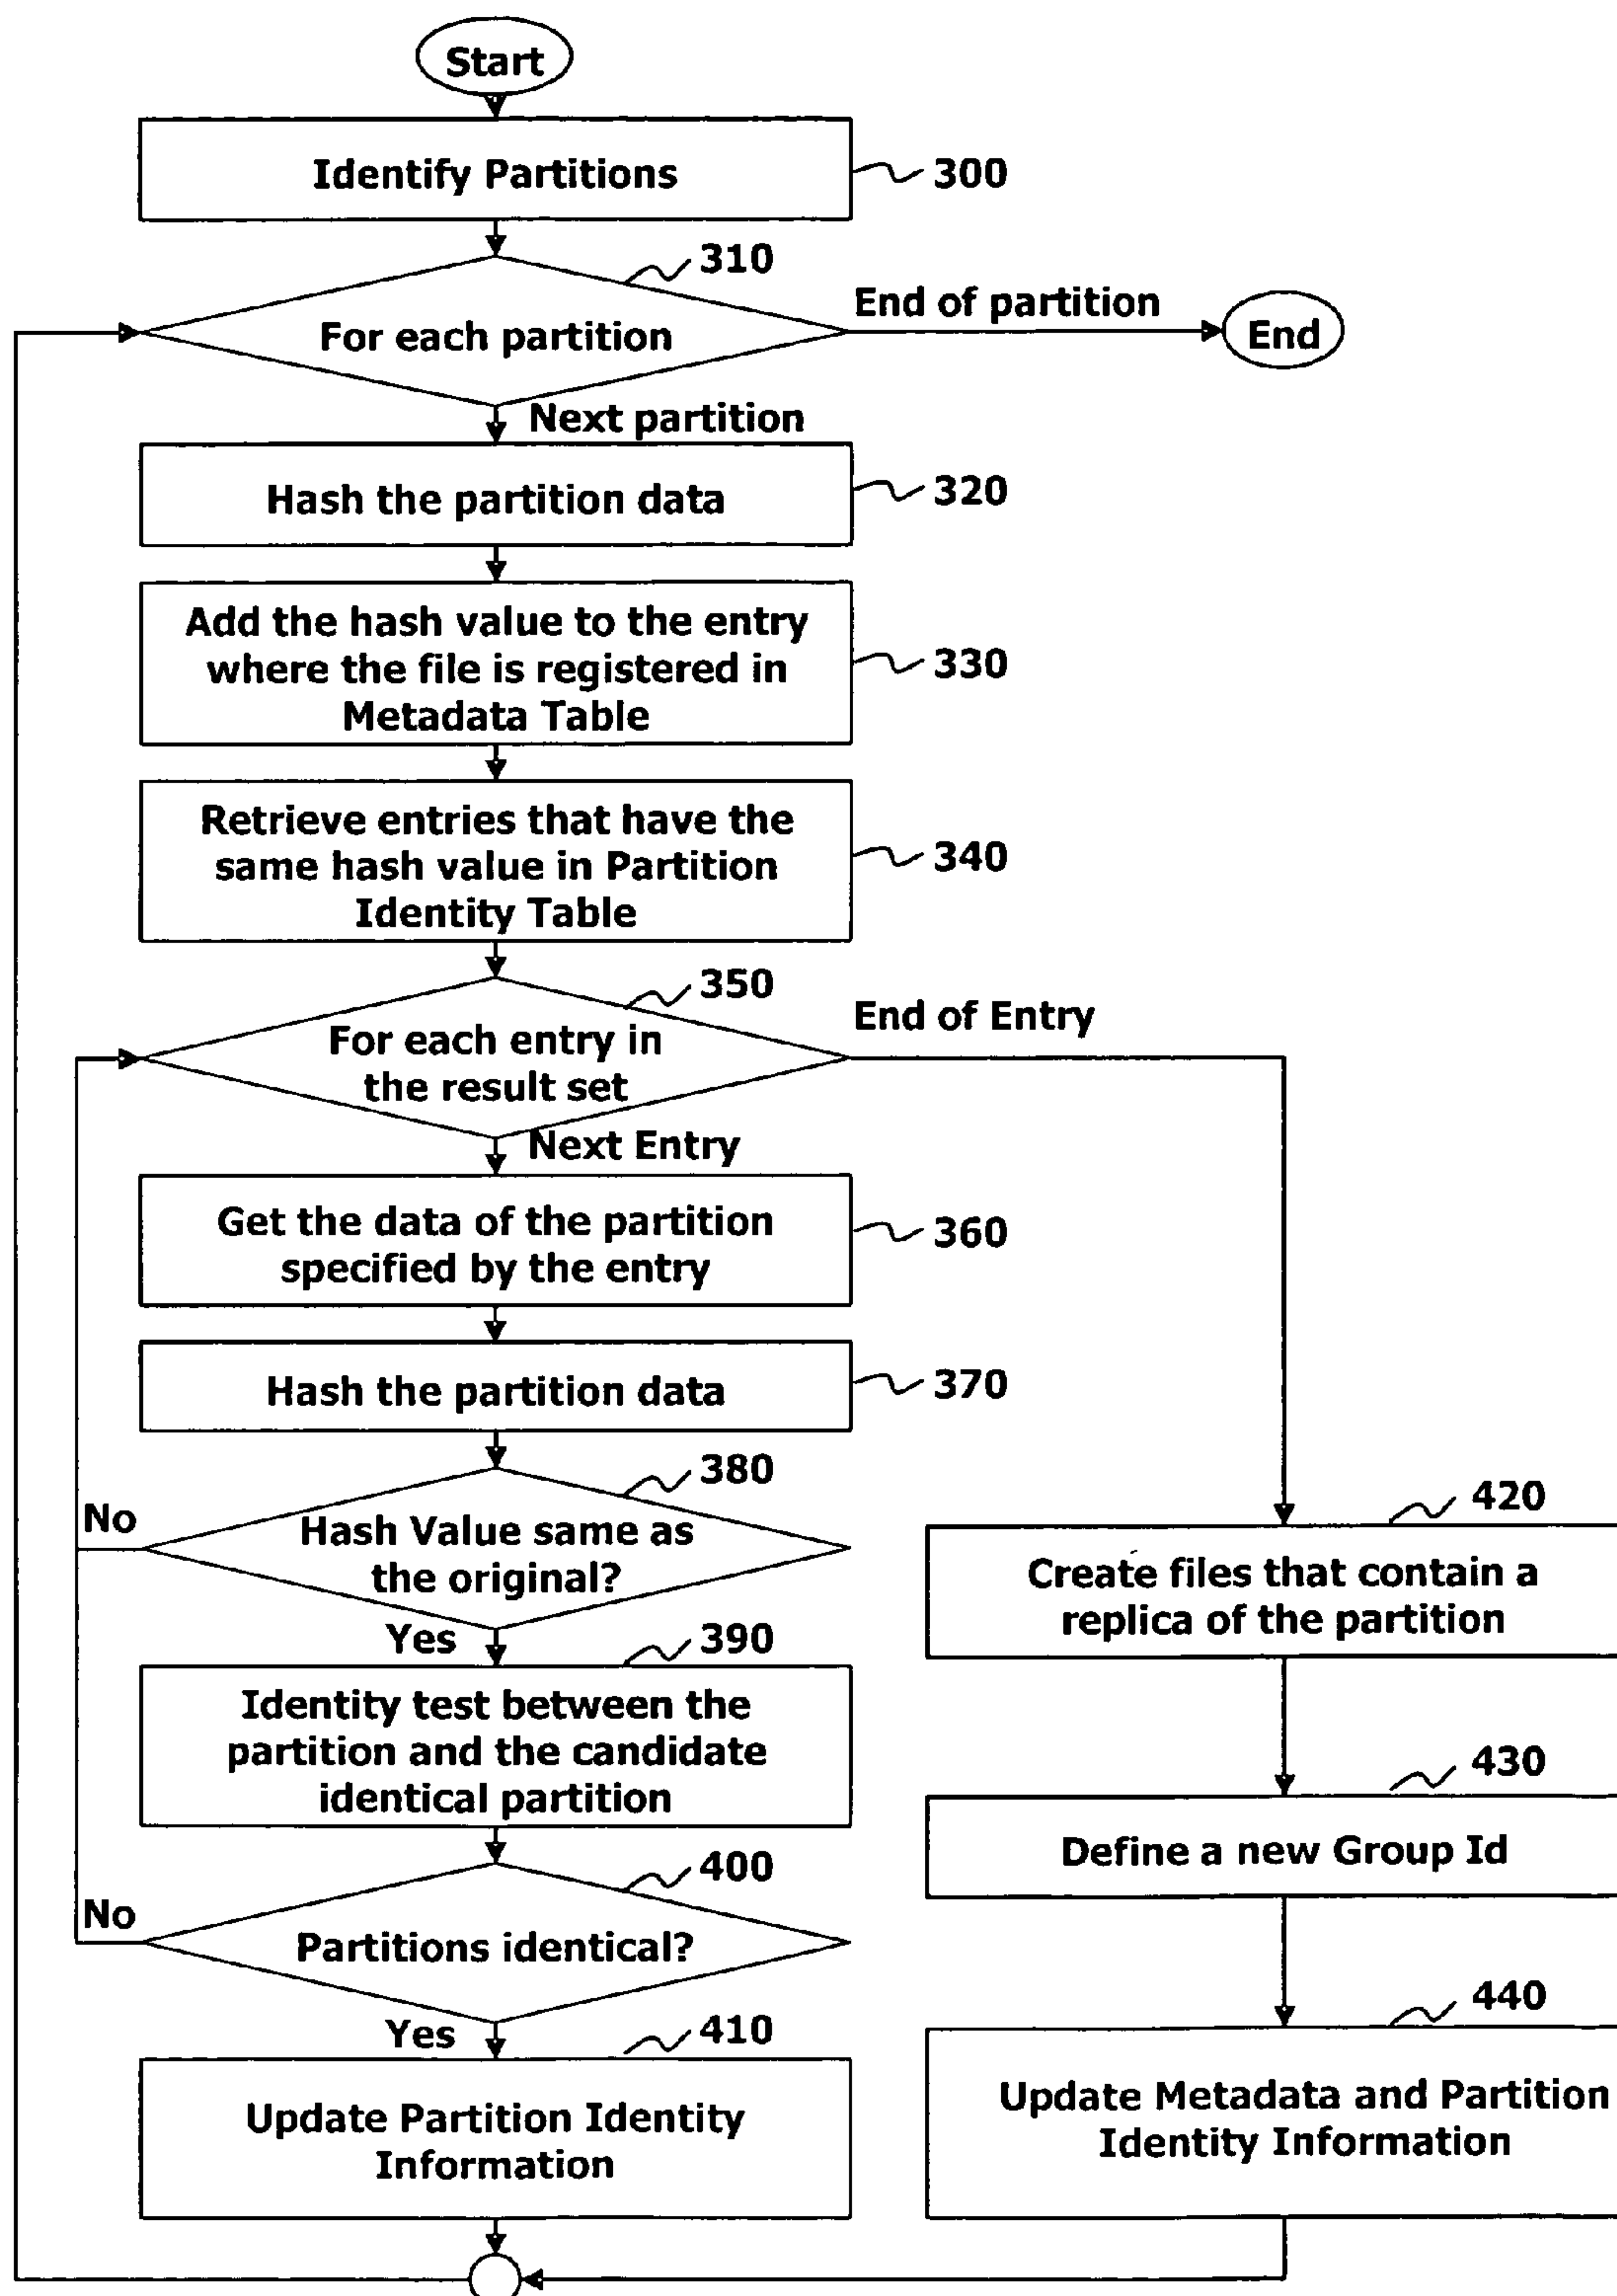 Start
Identify Partitions
300
310
For each partition
End of partition
End
Next partition
Hash the partition data
320
Add the hash value to the entry
where the file is registered in
Metadata Table
330
Retrieve entries that have the
same hash value in Partition
Identity Table
340
350
For each entry in
the result set
End of Entry
Next Entry
Get the data of the partition
specified by the entry
360
Hash the partition data
370
380
No
Hash Value same as
the original?
Yes
390
Identity test between the
partition and the candidate
identical partition
400
No
Partitions identical?
Yes
410
Update Partition Identity
Information
420
Create files that contain a
replica of the partition
430
Define a new Group Id
440
Update Metadata and Partition
Identity Information